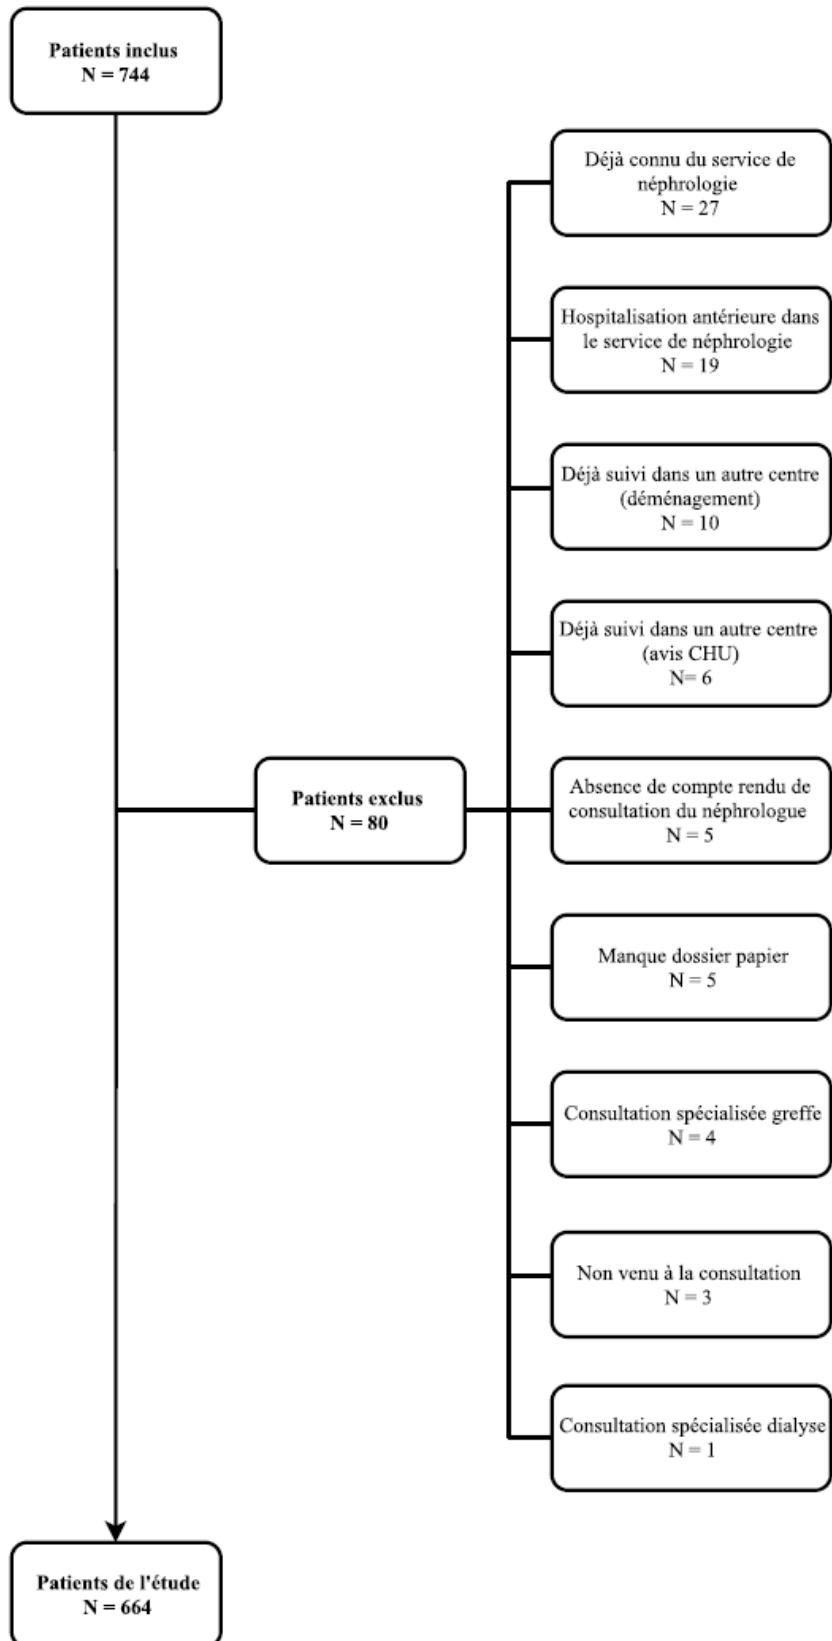 Patients inclus
N = 744
Déjà connu du service de
néphrologie
N = 27
Hospitalisation antérieure dans
le service de néphrologie
N = 19
Déjà suivi dans un autre centre
(déménagement)
N = 10
Déjà suivi dans un autre centre
(avis CHU)
N= 6
Patients exclus
N = 80
Absence de compte rendu de
consultation du néphrologue
N = 5
Manque dossier papier
N = 5
Consultation spécialisée greffe
N = 4
Non venu à la consultation
N = 3
Consultation spécialisée dialyse
N = 1
Patients de l'étude
N = 664